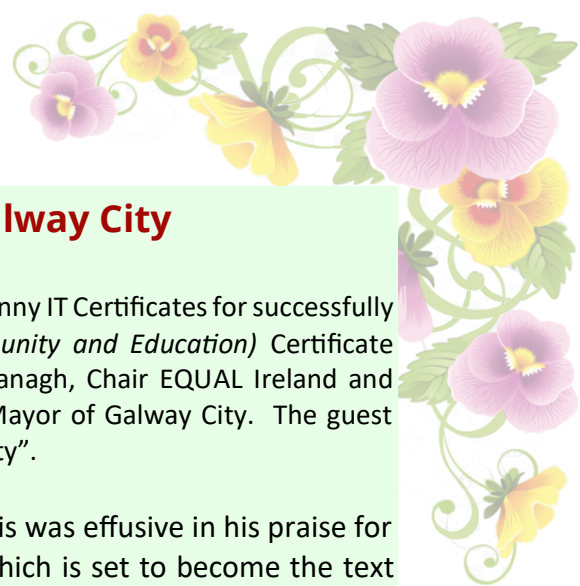 lway City
nny IT Certificates for successfully
unity and Education) Certificate
anagh, Chair EQUAL Ireland and
Mayor of Galway City. The guest
ty”.
is was effusive in his praise for
hich is set to become the text